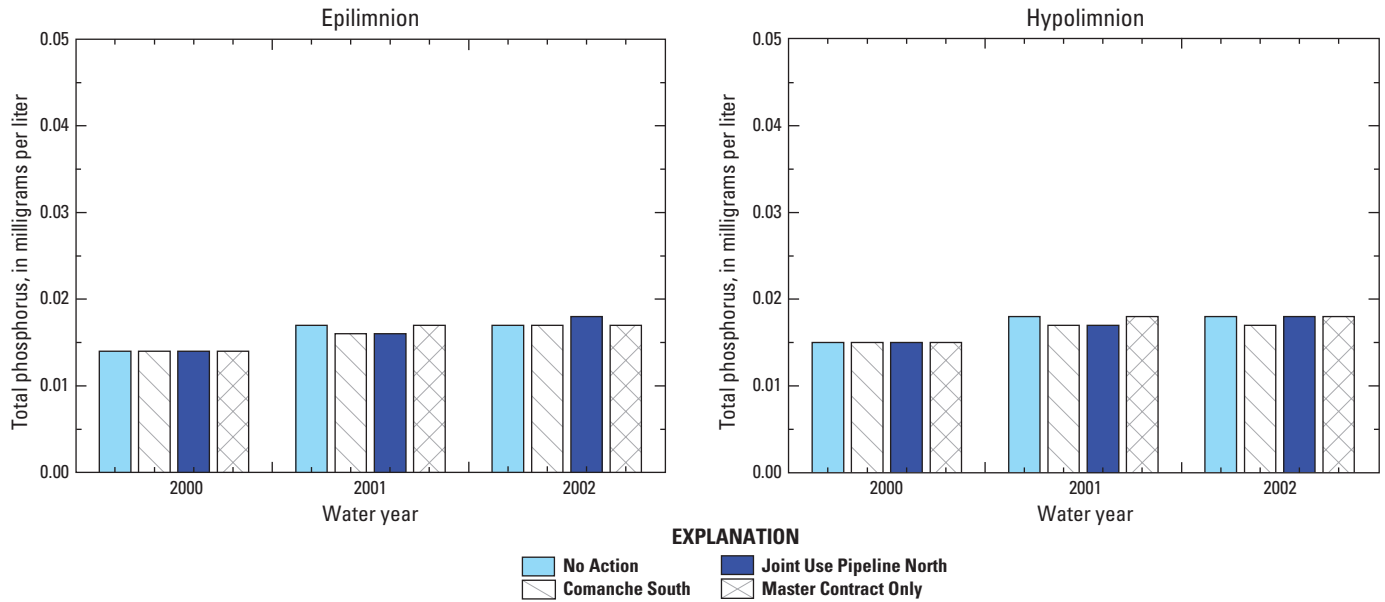 Epilimnion
Total phosphorus, in milligrams per liter
0.05
0.04
0.03
0.02
0.01
0.00
2000
2001
2002
Water year
Hypolimnion
Total phosphorus, in milligrams per liter
0.05
0.04
0.03
0.02
0.01
0.00
2000
2001
2002
Water year
EXPLANATION
No Action
Comanche South
Joint Use Pipeline North
Master Contract Only